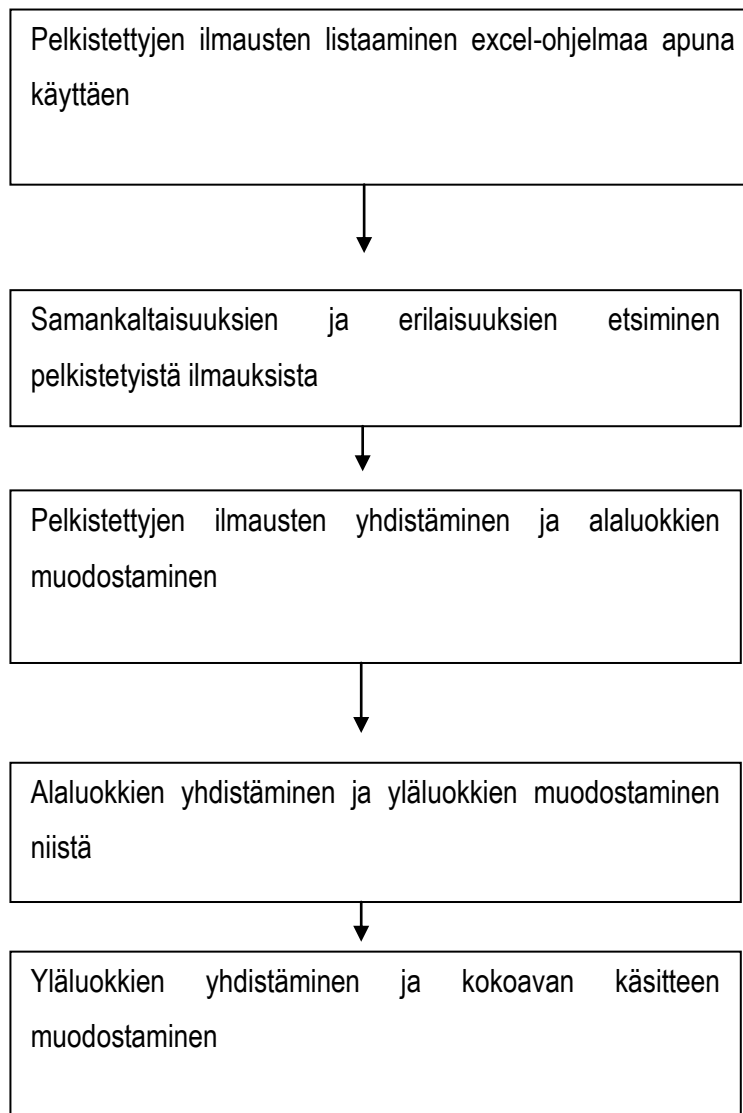 Pelkistettyjen ilmausten listaaminen excel-ohjelmaa apuna
käyttäen
Samankaltaisuuksien ja erilaisuuksien etsiminen
pelkistetyistä ilmauksista
Pelkistettyjen ilmausten yhdistäminen ja alaluokkien
muodostaminen
Alaluokkien yhdistäminen ja yläluokkien muodostaminen
niistä
Yläluokkien yhdistäminen ja kokoavan käsitteen
muodostaminen